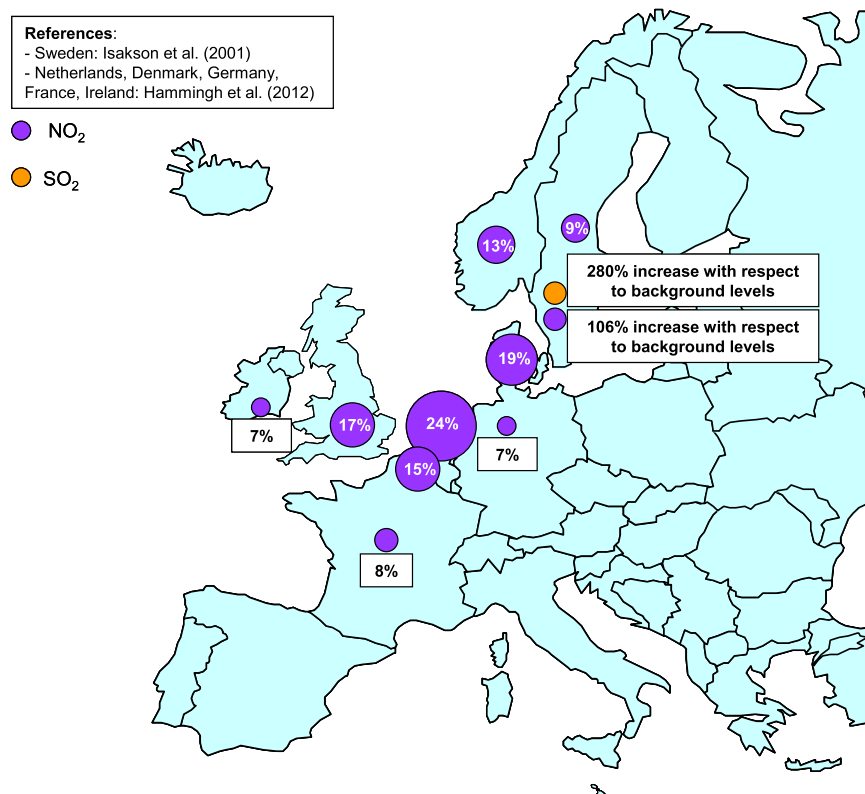 References:
- Sweden: Isakson et al. (2001)
- Netherlands, Denmark, Germany,
France, Ireland: Hammingh et al. (2012)
NO₂
SO₂
9%
13%
280% increase with respect
to background levels
106% increase with respect
to background levels
19%
7%
17%
24%
7%
15%
8%